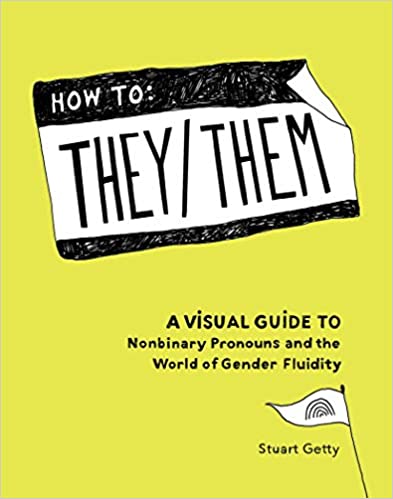 HOW TO:
THEY/THEM
A VISUAL GUIDE TO
Nonbinary Pronouns and the
World of Gender Fluidity
Stuart Getty